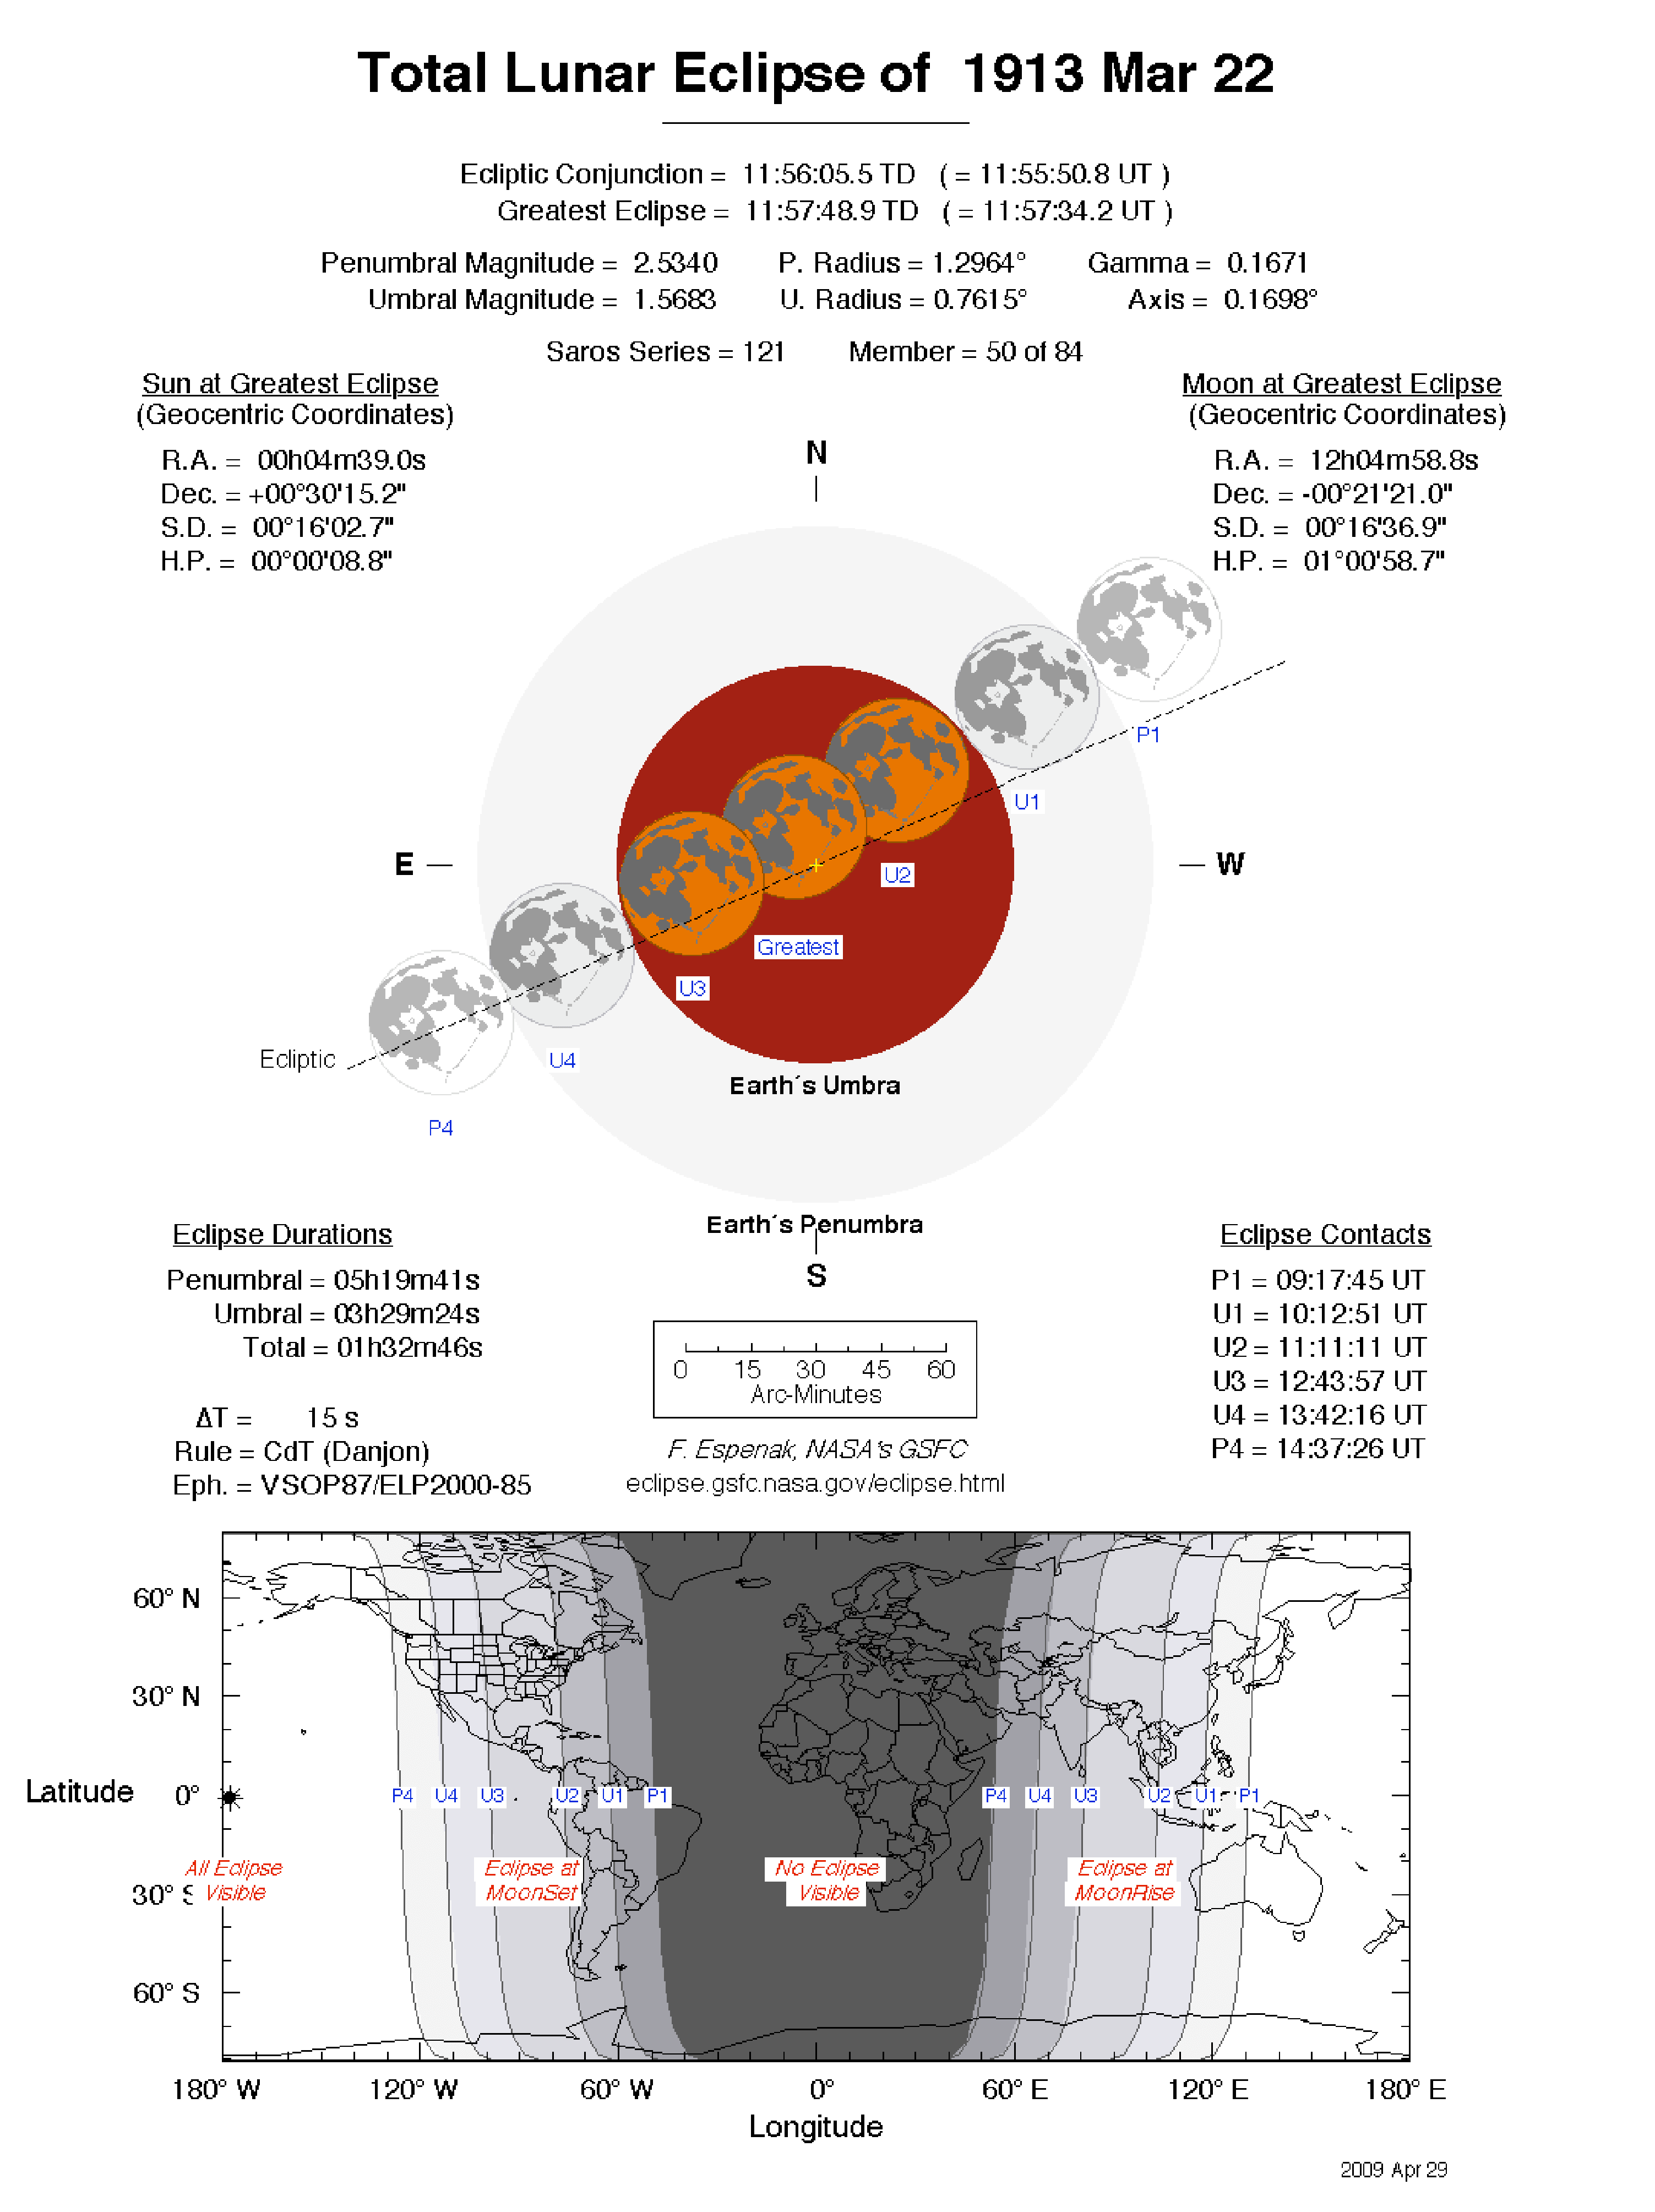 Total Lunar Eclipse of 1913 Mar 22
Ecliptic Conjunction = 11:56:05.5 TD ( = 11:55:50.8 UT )
Greatest Eclipse = 11:57:48.9 TD ( = 11:57:34.2 UT )
Penumbral Magnitude = 2.5340 P. Radius = 1.2964° Gamma = 0.1671
Umbral Magnitude = 1.5683 U. Radius = 0.7615° Axis = 0.1698°
Saros Series = 121 Member = 50 of 84
Sun at Greatest Eclipse
(Geocentric Coordinates)
R.A. = 00h04m39.0s
Dec. = +00°30'15.2"
S.D. = 00°16'02.7"
H.P. = 00°00'08.8"
Moon at Greatest Eclipse
(Geocentric Coordinates)
R.A. = 12h04m58.8s
Dec. = -00°21'21.0"
S.D. = 00°16'36.9"
H.P. = 01°00'58.7"
N
P1
U1
E
W
U2
Greatest
U3
Ecliptic
U4
Earth's Umbra
P4
Earth's Penumbra
S
Eclipse Durations
Penumbral = 05h19m41s
Umbral = 03h29m24s
Total = 01h32m46s
ΔT = 15 s
Rule = CdT (Danjon)
Eph. = VSOP87/ELP2000-85
0 15 30 45 60
Arc-Minutes
F. Espenak, NASA's GSFC
eclipse.gsfc.nasa.gov/eclipse.html
Eclipse Contacts
P1 = 09:17:45 UT
U1 = 10:12:51 UT
U2 = 11:11:11 UT
U3 = 12:43:57 UT
U4 = 13:42:16 UT
P4 = 14:37:26 UT
60° N
30° N
Latitude 0°
P4 U4 U3 U2 U1 P1 P4 U4 U3 U2 U1 P1
All Eclipse
Visible
Eclipse at
MoonSet
No Eclipse
Visible
Eclipse at
MoonRise
30° S
60° S
180° W 120° W 60° W 0° 60° E 120° E 180° E
Longitude
2009 Apr 29